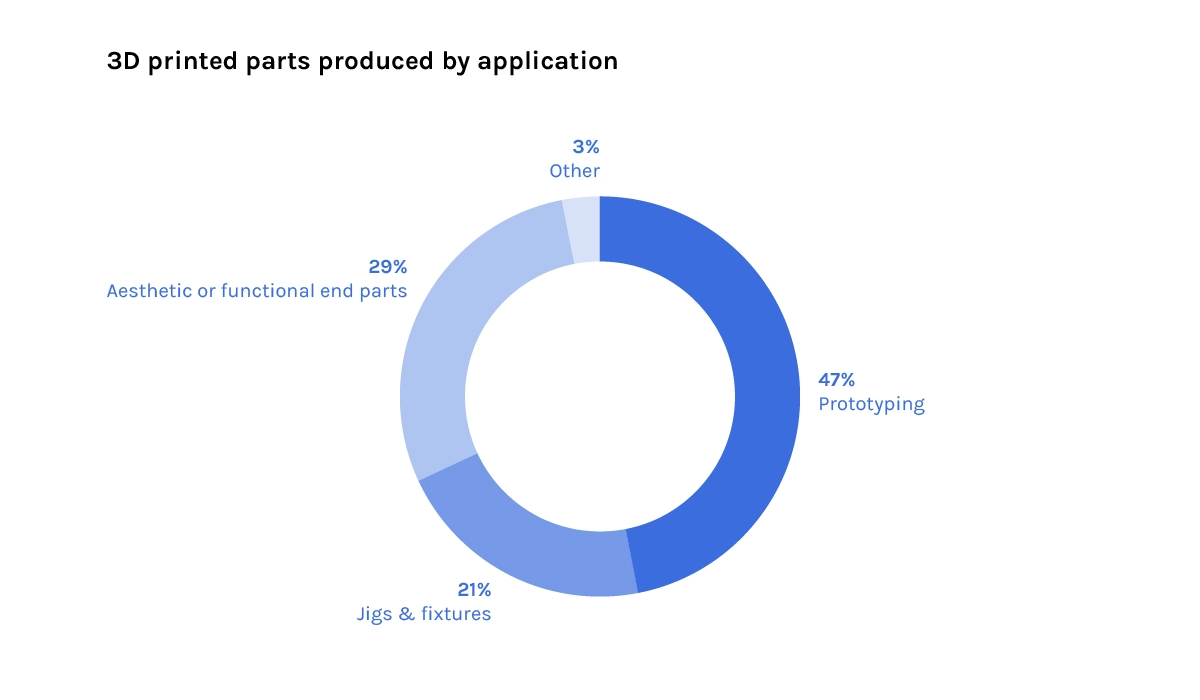 3D printed parts produced by application
3%
Other
29%
Aesthetic or functional end parts
47%
Prototyping
21%
Jigs & fixtures